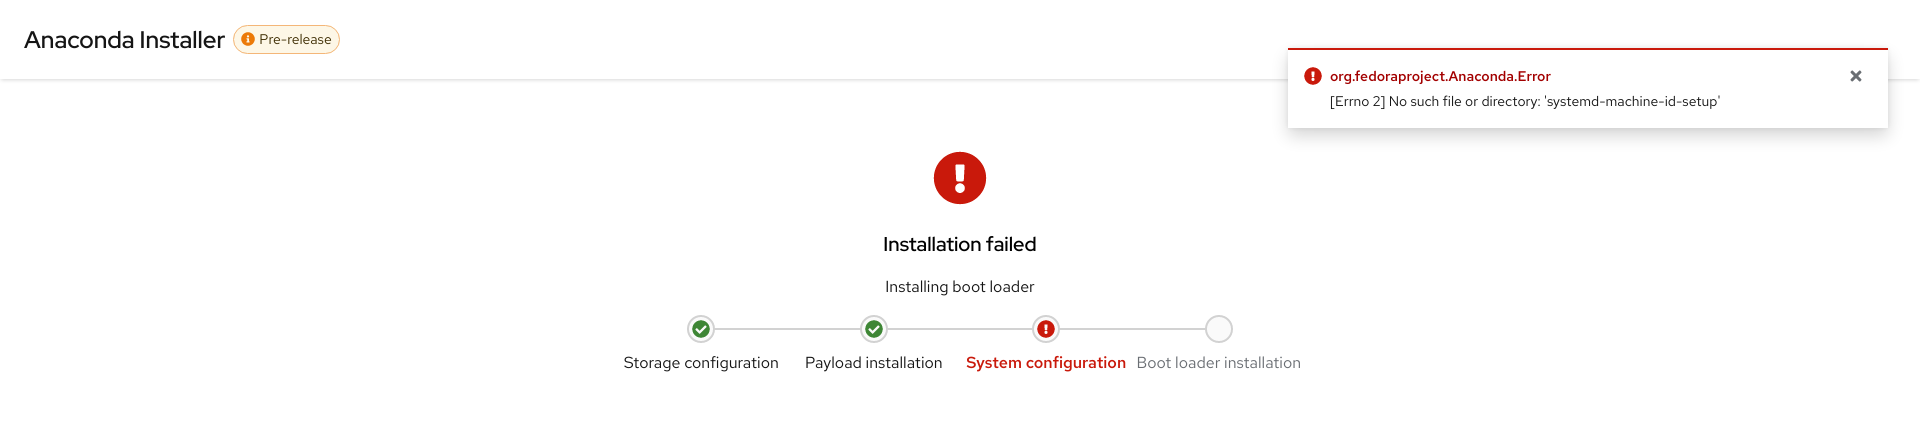 Anaconda Installer
Pre-release
org.fedoraproject.Anaconda.Error
[Errno 2] No such file or directory: 'systemd-machine-id-setup'
Installation failed
Installing boot loader
Storage configuration
Payload installation
System configuration
Boot loader installation